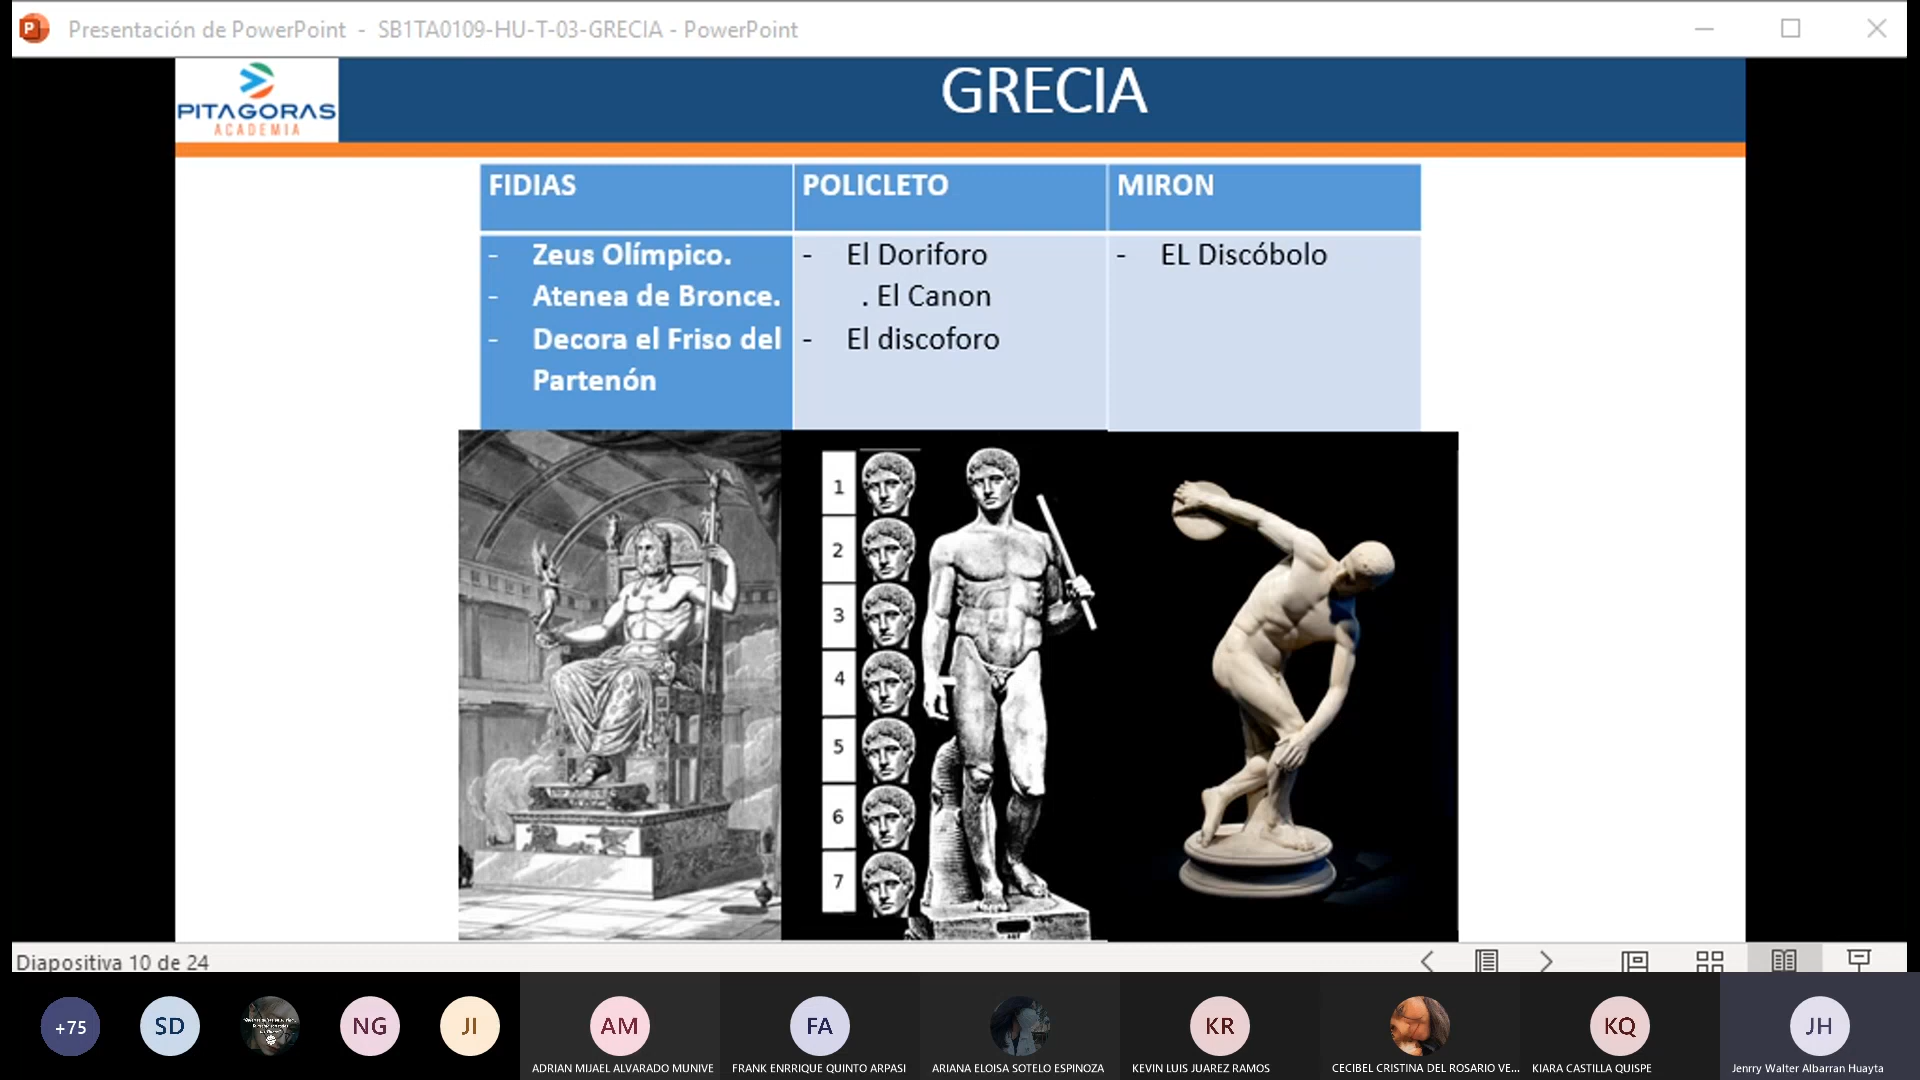 Presentación de PowerPoint - SB1TA0109-HU-T-03-GRECIA - PowerPoint
PITAGORAS
ACADEMIA
GRECIA
FIDIAS
POLICLETO
MIRON
- Zeus Olímpico.
- Atenea de Bronce.
- Decora el Friso del
Partenón
- El Doriforo
. El Canon
- El discoforo
- EL Discóbolo
1
2
3
4
5
6
7
Diapositiva 10 de 24
+75
SD
NG
JI
AM
FA
KR
KQ
JH
ADRIAN MIJAEL ALVARADO MUNIVE
FRANK ENRRIQUE QUINTO ARPASI
ARIANA ELOISA SOTELO ESPINOZA
KEVIN LUIS JUAREZ RAMOS
CECIBEL CRISTINA DEL ROSARIO VE...
KIARA CASTILLA QUISPE
Jenrry Walter Albarran Huayta